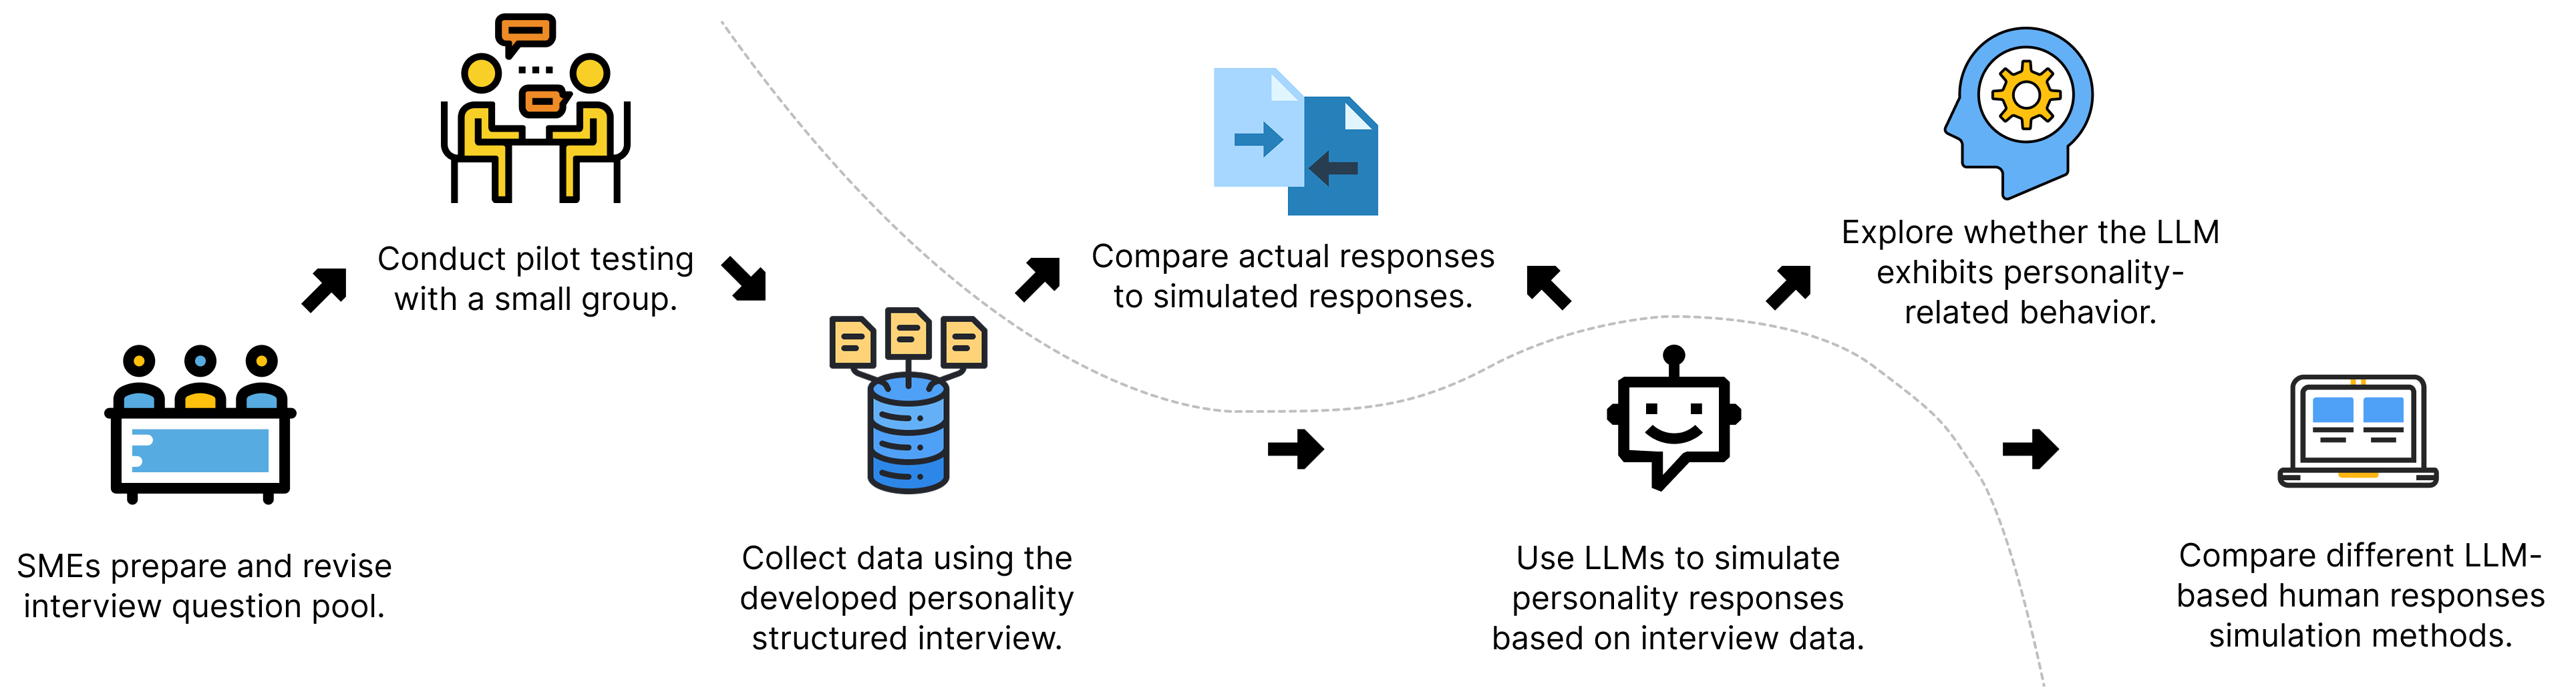 SMEs prepare and revise
interview question pool.
Conduct pilot testing
with a small group.
Collect data using the
developed personality
structured interview.
Compare actual responses
to simulated responses.
Use LLMs to simulate
personality responses
based on interview data.
Explore whether the LLM
exhibits personality-
related behavior.
Compare different LLM-
based human responses
simulation methods.